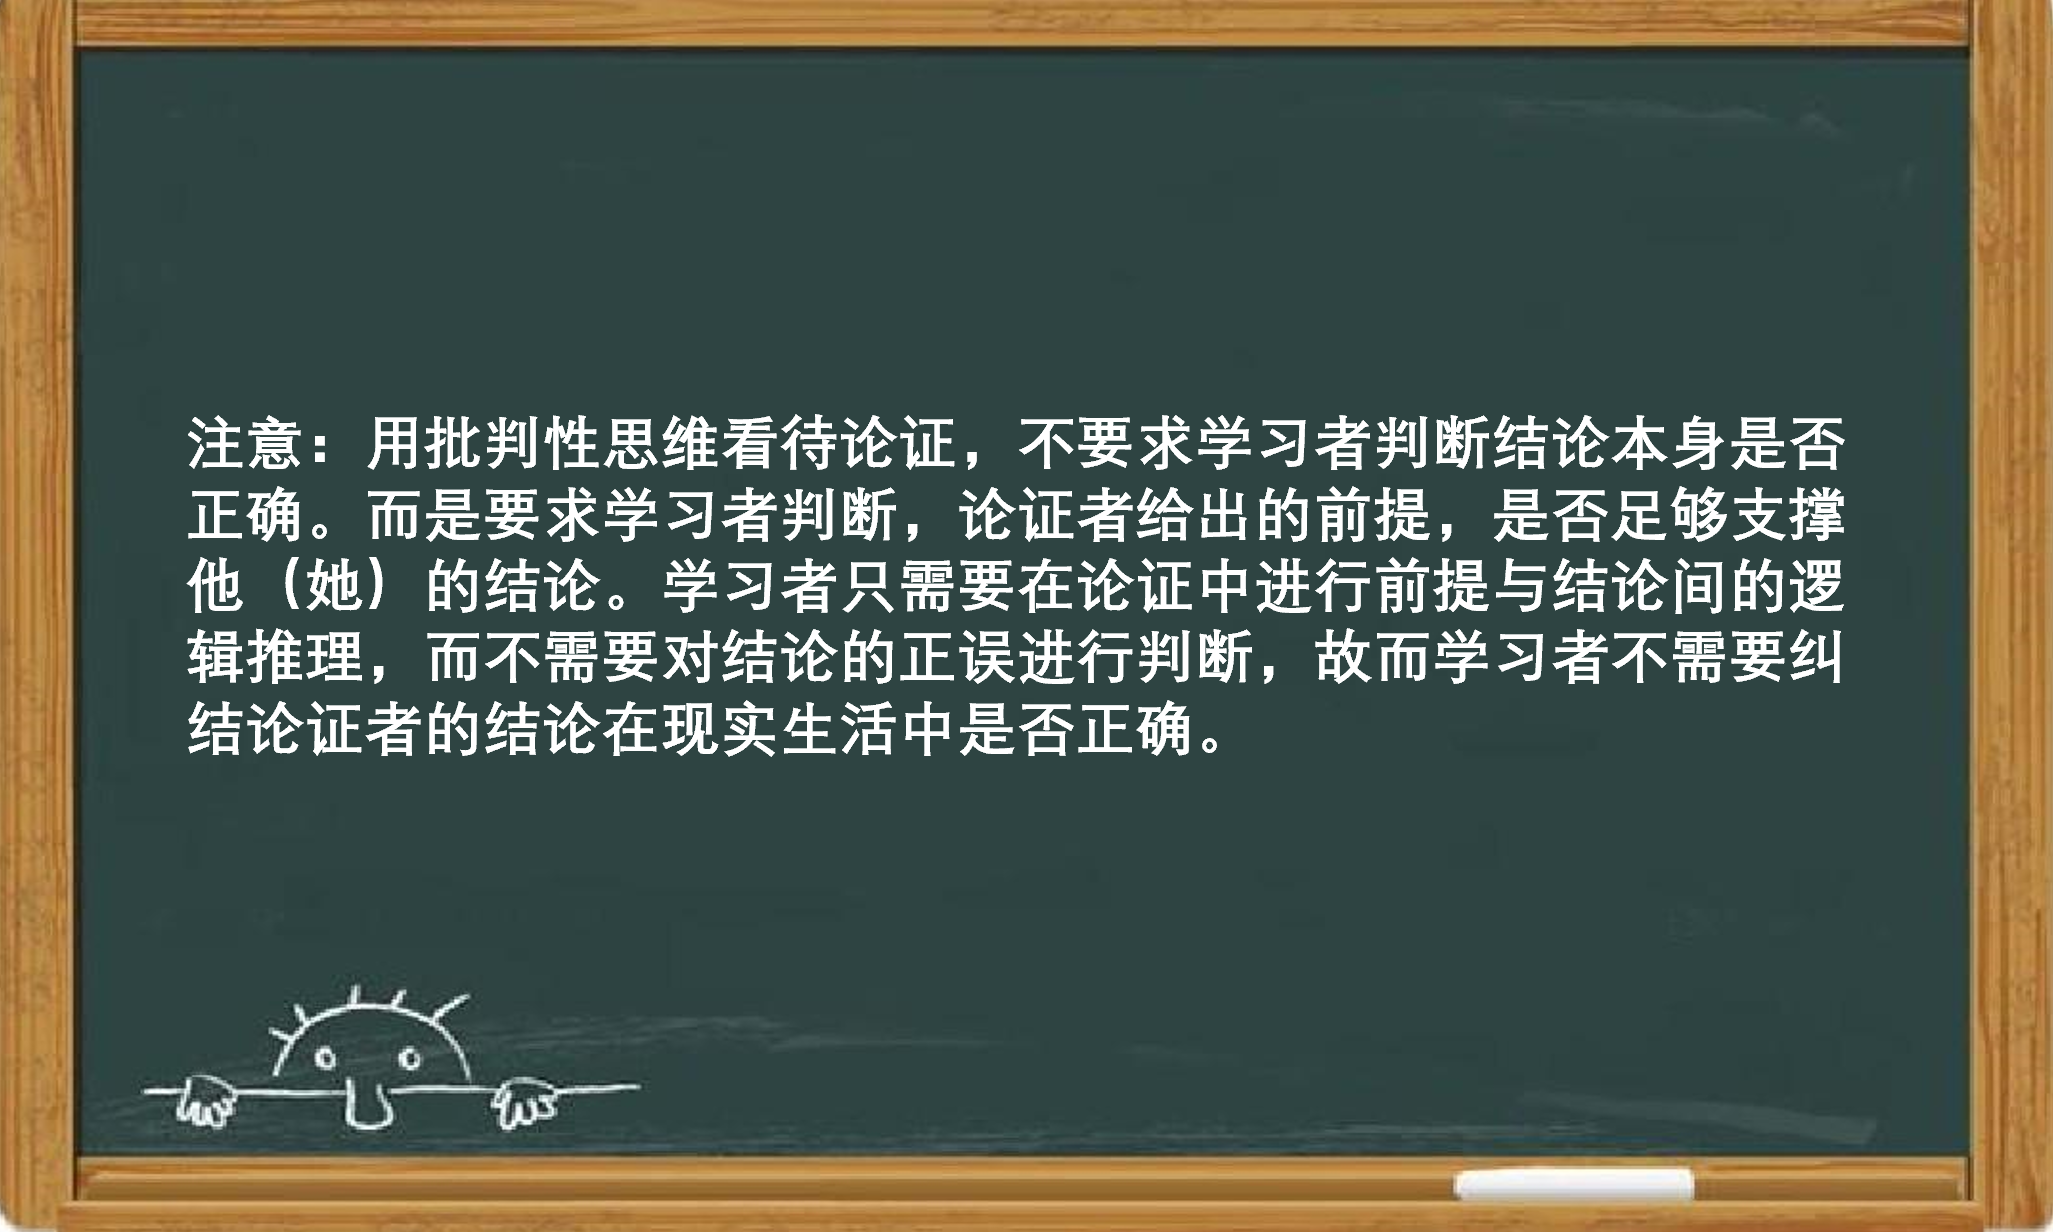 注意：用批判性思维看待论证，不要求学习者判断结论本身是否
正确。而是要求学习者判断，论证者给出的前提，是否足够支撑
他（她）的结论。学习者只需要在论证中进行前提与结论间的逻
辑推理，而不需要对结论的正误进行判断，故而学习者不需要纠
结论证者的结论在现实生活中是否正确。